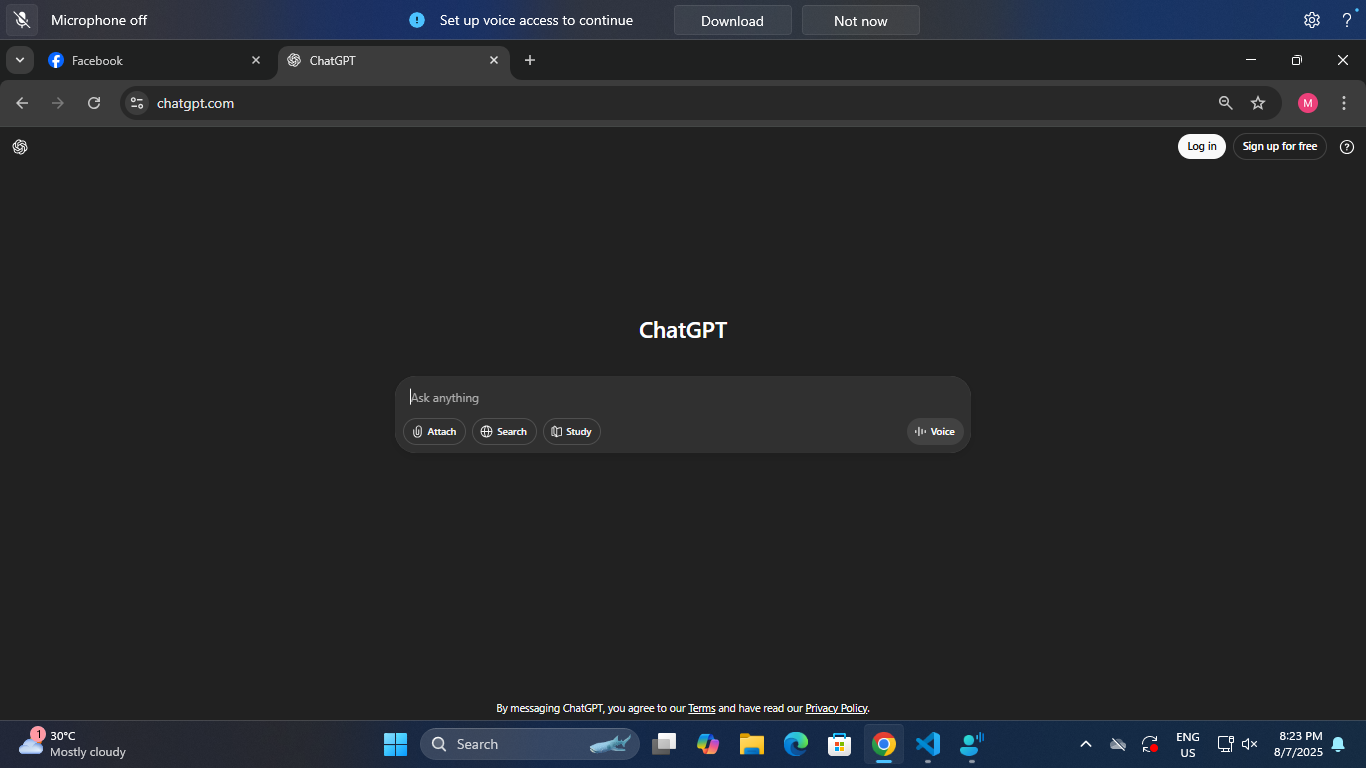 Microphone off
Set up voice access to continue
Download
Not now
Facebook
ChatGPT
chatgpt.com
M
Log in
Sign up for free
ChatGPT
Ask anything
Attach
Search
Study
Voice
By messaging ChatGPT, you agree to our Terms and have read our Privacy Policy.
1
30°C
Mostly cloudy
Search
ENG
US
8:23 PM
8/7/2025